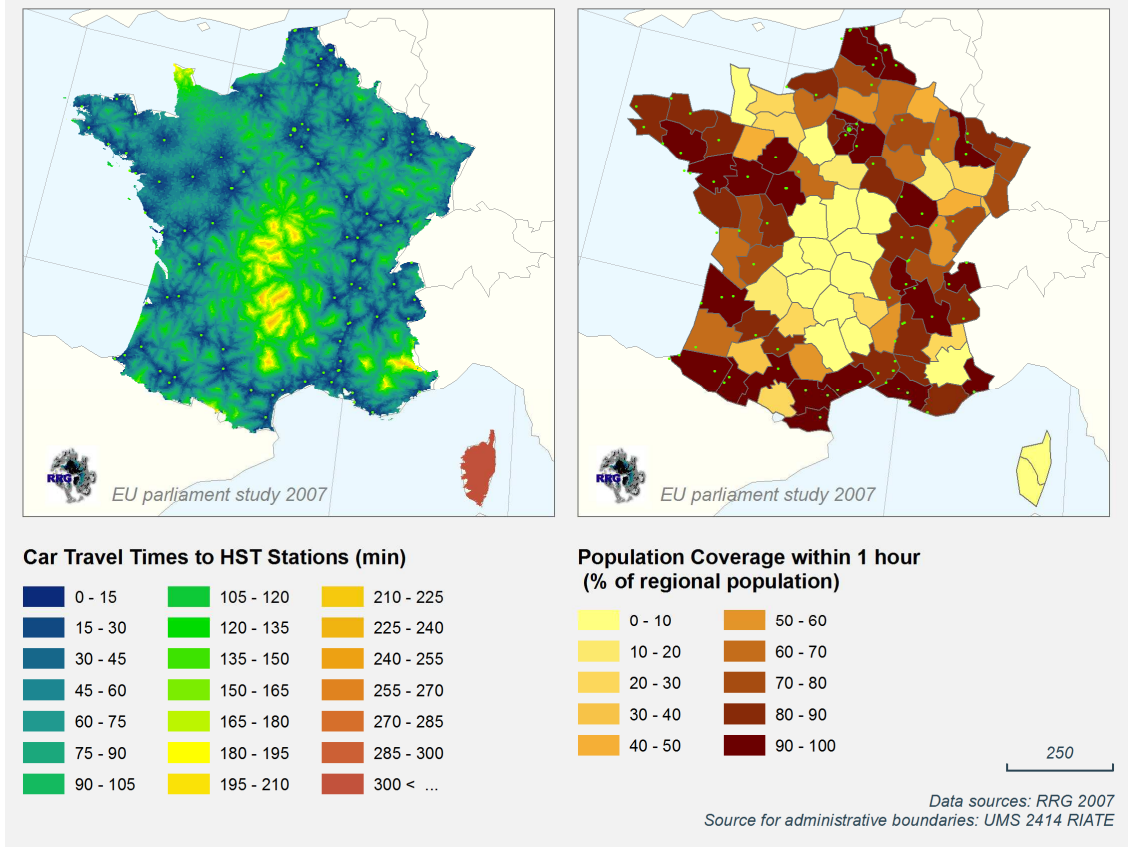 RRG
EU parliament study 2007
RRG
EU parliament study 2007
Car Travel Times to HST Stations (min)
0 - 15
15 - 30
30 - 45
45 - 60
60 - 75
75 - 90
90 - 105
105 - 120
120 - 135
135 - 150
150 - 165
165 - 180
180 - 195
195 - 210
210 - 225
225 - 240
240 - 255
255 - 270
270 - 285
285 - 300
300 < ...
Population Coverage within 1 hour
(% of regional population)
0 - 10
10 - 20
20 - 30
30 - 40
40 - 50
50 - 60
60 - 70
70 - 80
80 - 90
90 - 100
250
Data sources: RRG 2007
Source for administrative boundaries: UMS 2414 RIATE